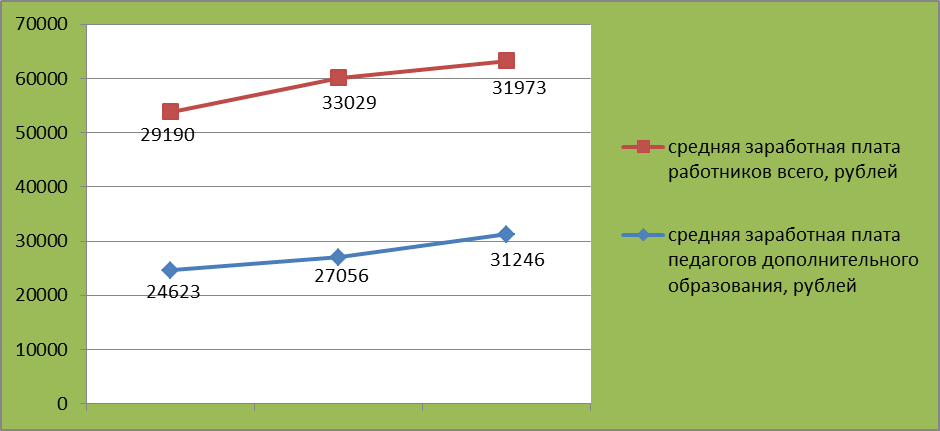 70000
60000
50000
40000
30000
20000
10000
0
29190
33029
31973
24623
27056
31246
средняя заработная плата
работников всего, рублей
средняя заработная плата
педагогов дополнительного
образования, рублей